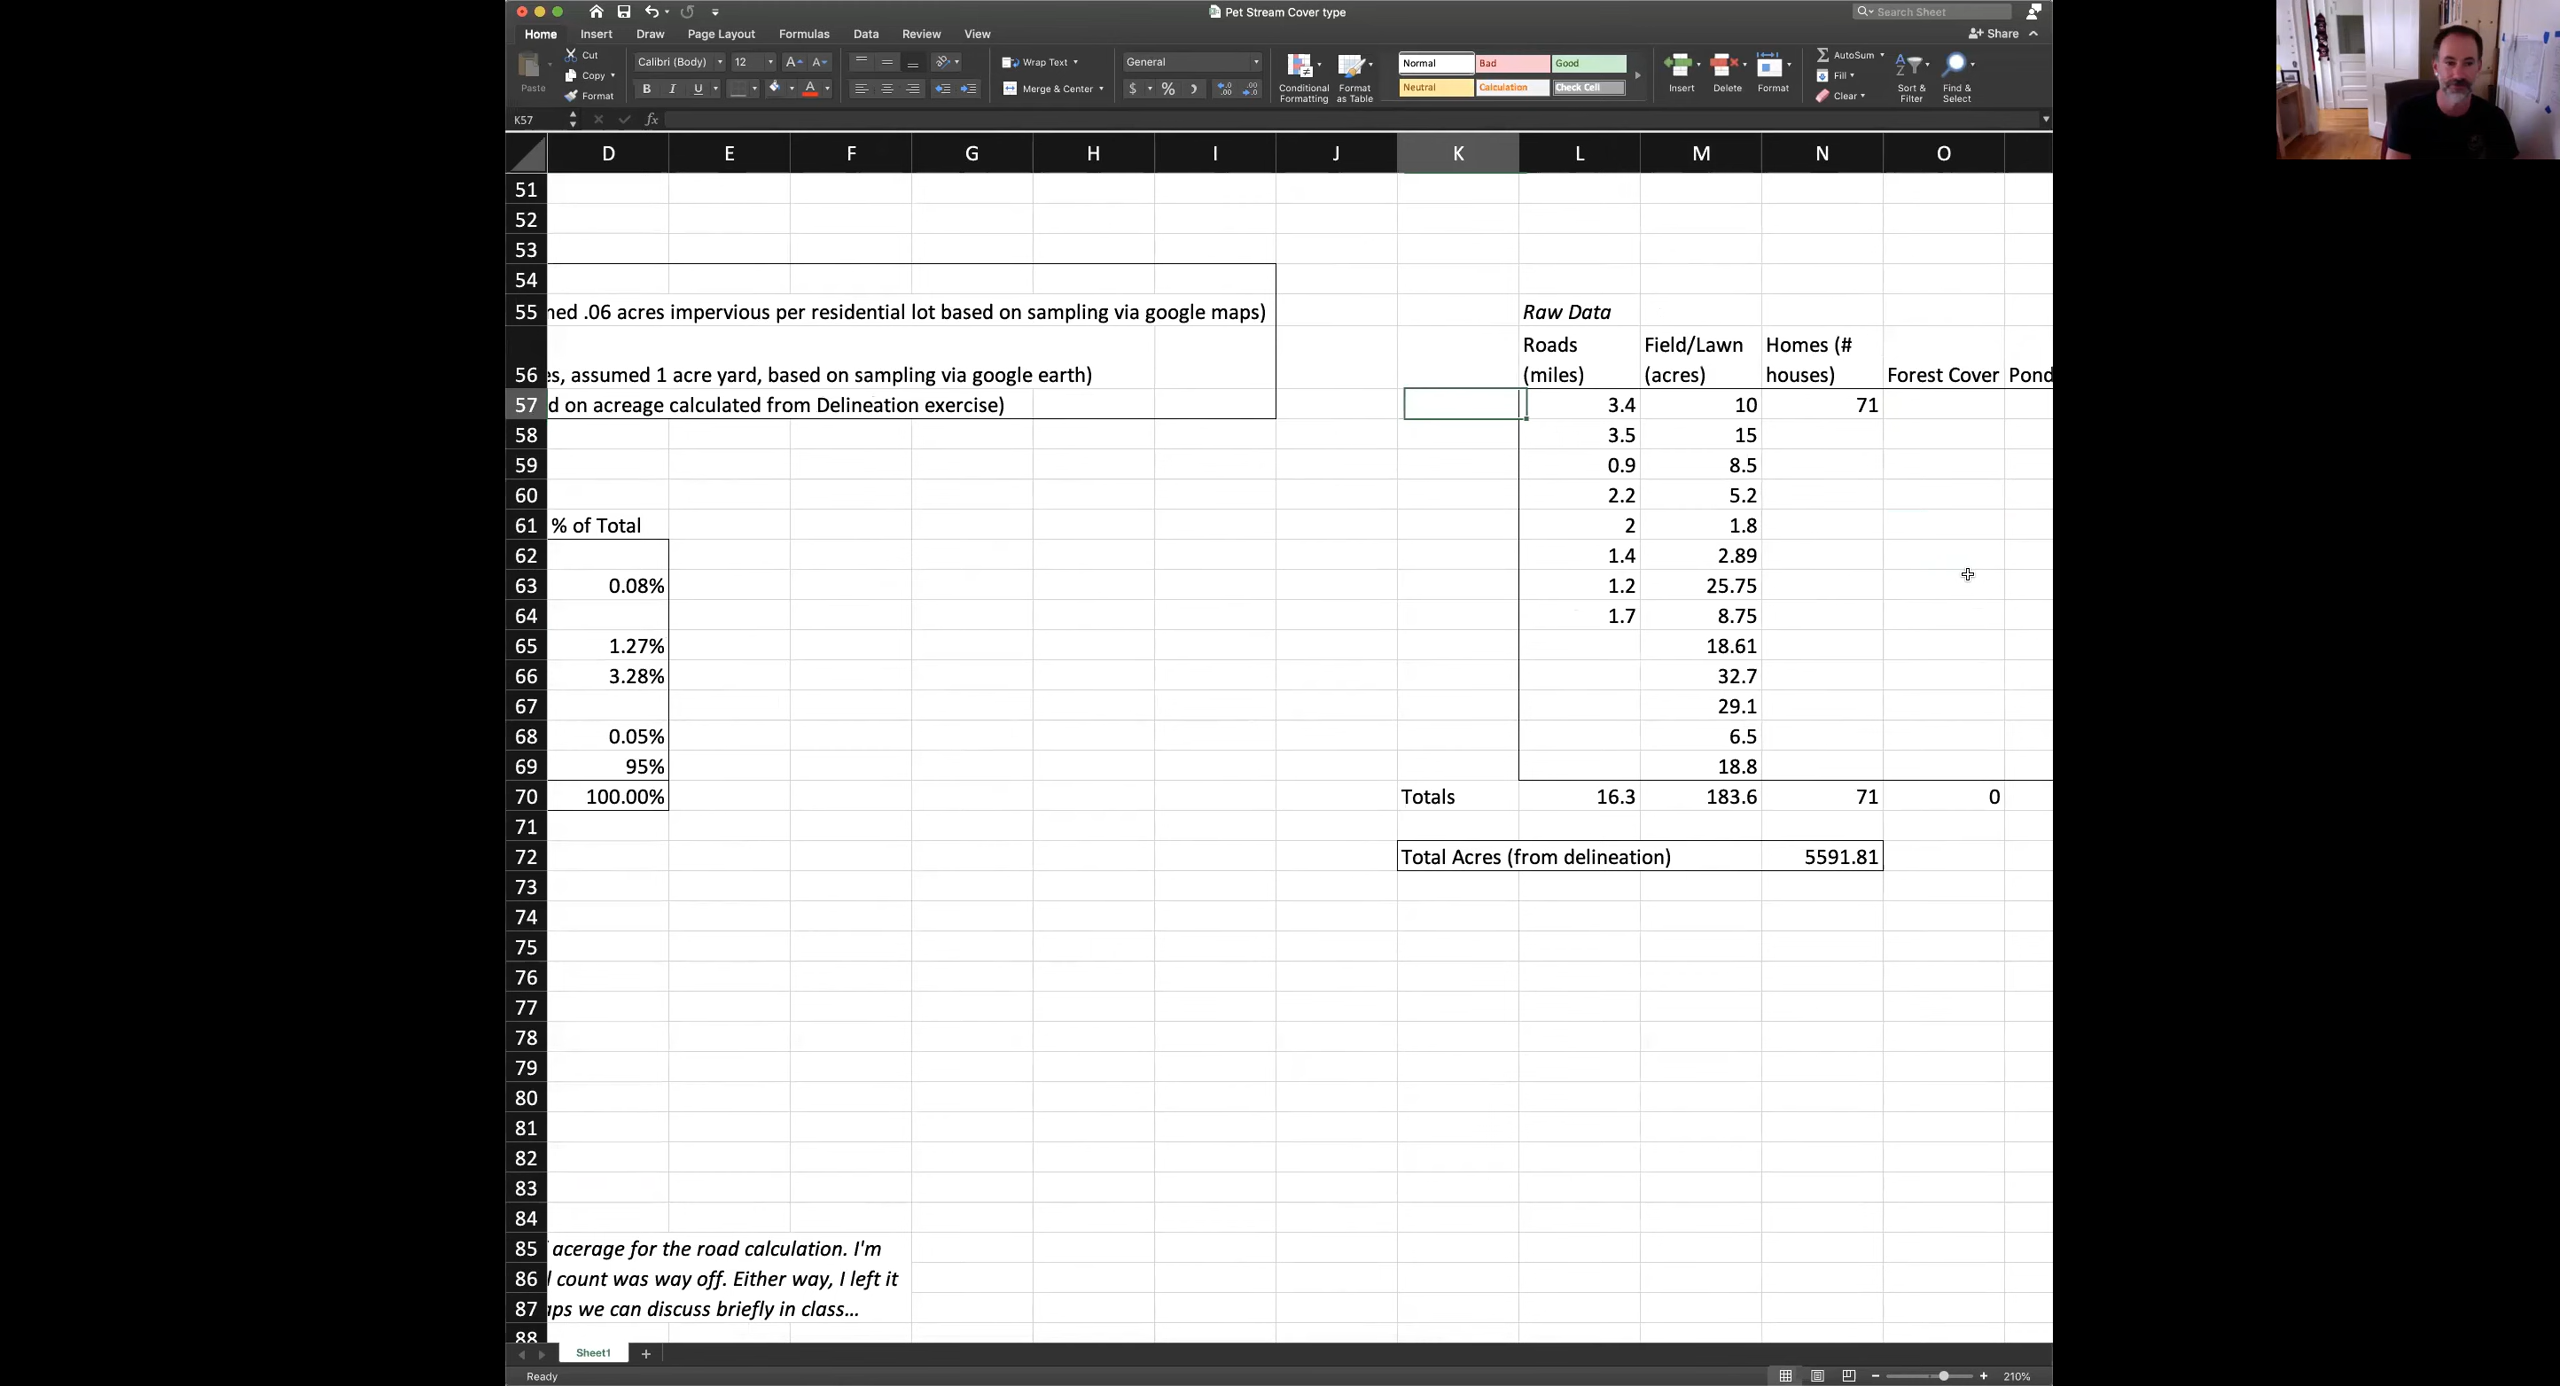 Pet Stream Cover type
Search Sheet
Home Insert Draw Page Layout Formulas Data Review View
Share
Paste
Cut
Copy
Format
Calibri (Body) 12
Wrap Text
Merge & Center
General
Conditional Formatting
Format as Table
Normal Bad Good
Neutral Calculation Check Cell
Insert Delete Format
AutoSum
Fill
Clear
Sort & Filter
Find & Select
K57 fx
D E F G H I J K L M N O
51
52
53
54
55 ned .06 acres impervious per residential lot based on sampling via google maps) Raw Data
56 es, assumed 1 acre yard, based on sampling via google earth) Roads (miles) Field/Lawn (acres) Homes (# houses) Forest Cover Pond
57 d on acreage calculated from Delineation exercise) 3.4 10 71
58 3.5 15
59 0.9 8.5
60 2.2 5.2
61 % of Total 2 1.8
62 1.4 2.89
63 0.08% 1.2 25.75
64 1.7 8.75
65 1.27% 18.61
66 3.28% 32.7
67 29.1
68 0.05% 6.5
69 95% 18.8
70 100.00% Totals 16.3 183.6 71 0
71
72 Total Acres (from delineation) 5591.81
73
74
75
76
77
78
79
80
81
82
83
84
85 acerage for the road calculation. I'm
86 count was way off. Either way, I left it
87 aps we can discuss briefly in class...
88
Sheet1 +
Ready 210%